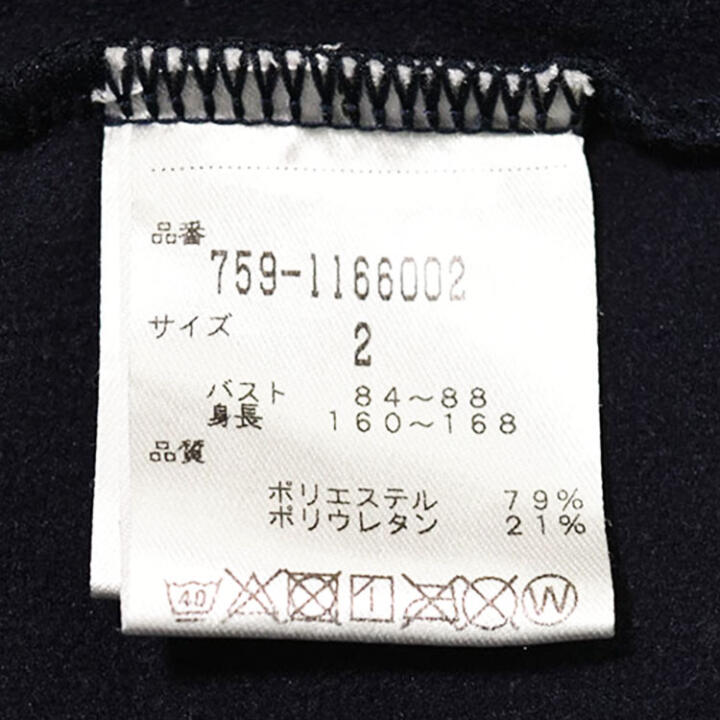 品番
759-1166002
サイズ
2
バスト 84～88
身長 160～168
品質
ポリエステル 79%
ポリウレタン 21%
40 W